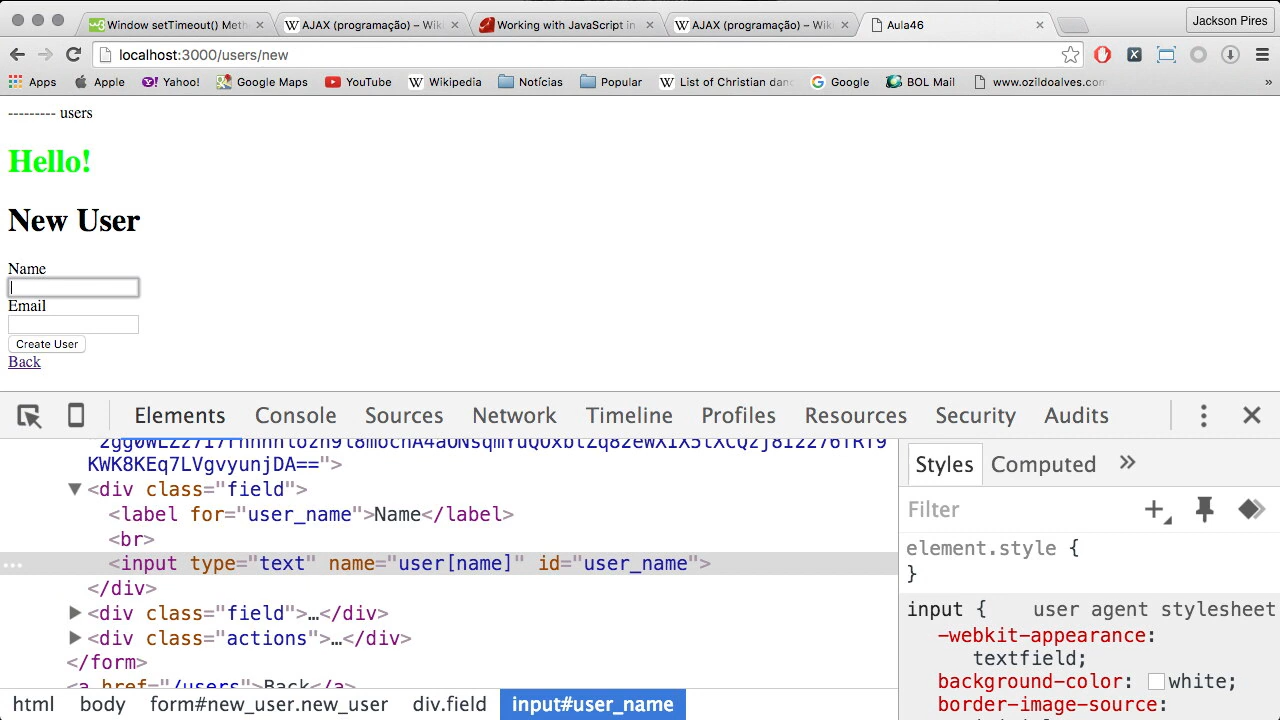 Window setTimeout() Meth
AJAX (programação) – Wiki
Working with JavaScript in
AJAX (programação) – Wiki
Aula46
Jackson Pires
localhost:3000/users/new
Apps
Apple
Yahoo!
Google Maps
YouTube
Wikipedia
Notícias
Popular
List of Christian danc
Google
BOL Mail
www.ozildoalves.com
»
--------- users
Hello!
New User
Name
Email
Create User
Back
Elements Console Sources Network Timeline Profiles Resources Security Audits
KWK8KEq7LVgvyunjDA==">
<div class="field">
<label for="user_name">Name</label>
<br>
<input type="text" name="user[name]" id="user_name">
</div>
<div class="field">…</div>
<div class="actions">…</div>
</form>
<a href="/users">Back</a>
html body form#new_user.new_user div.field input#user_name
Styles Computed »
Filter
element.style {
}
input { user agent stylesheet
-webkit-appearance:
textfield;
background-color: white;
border-image-source: